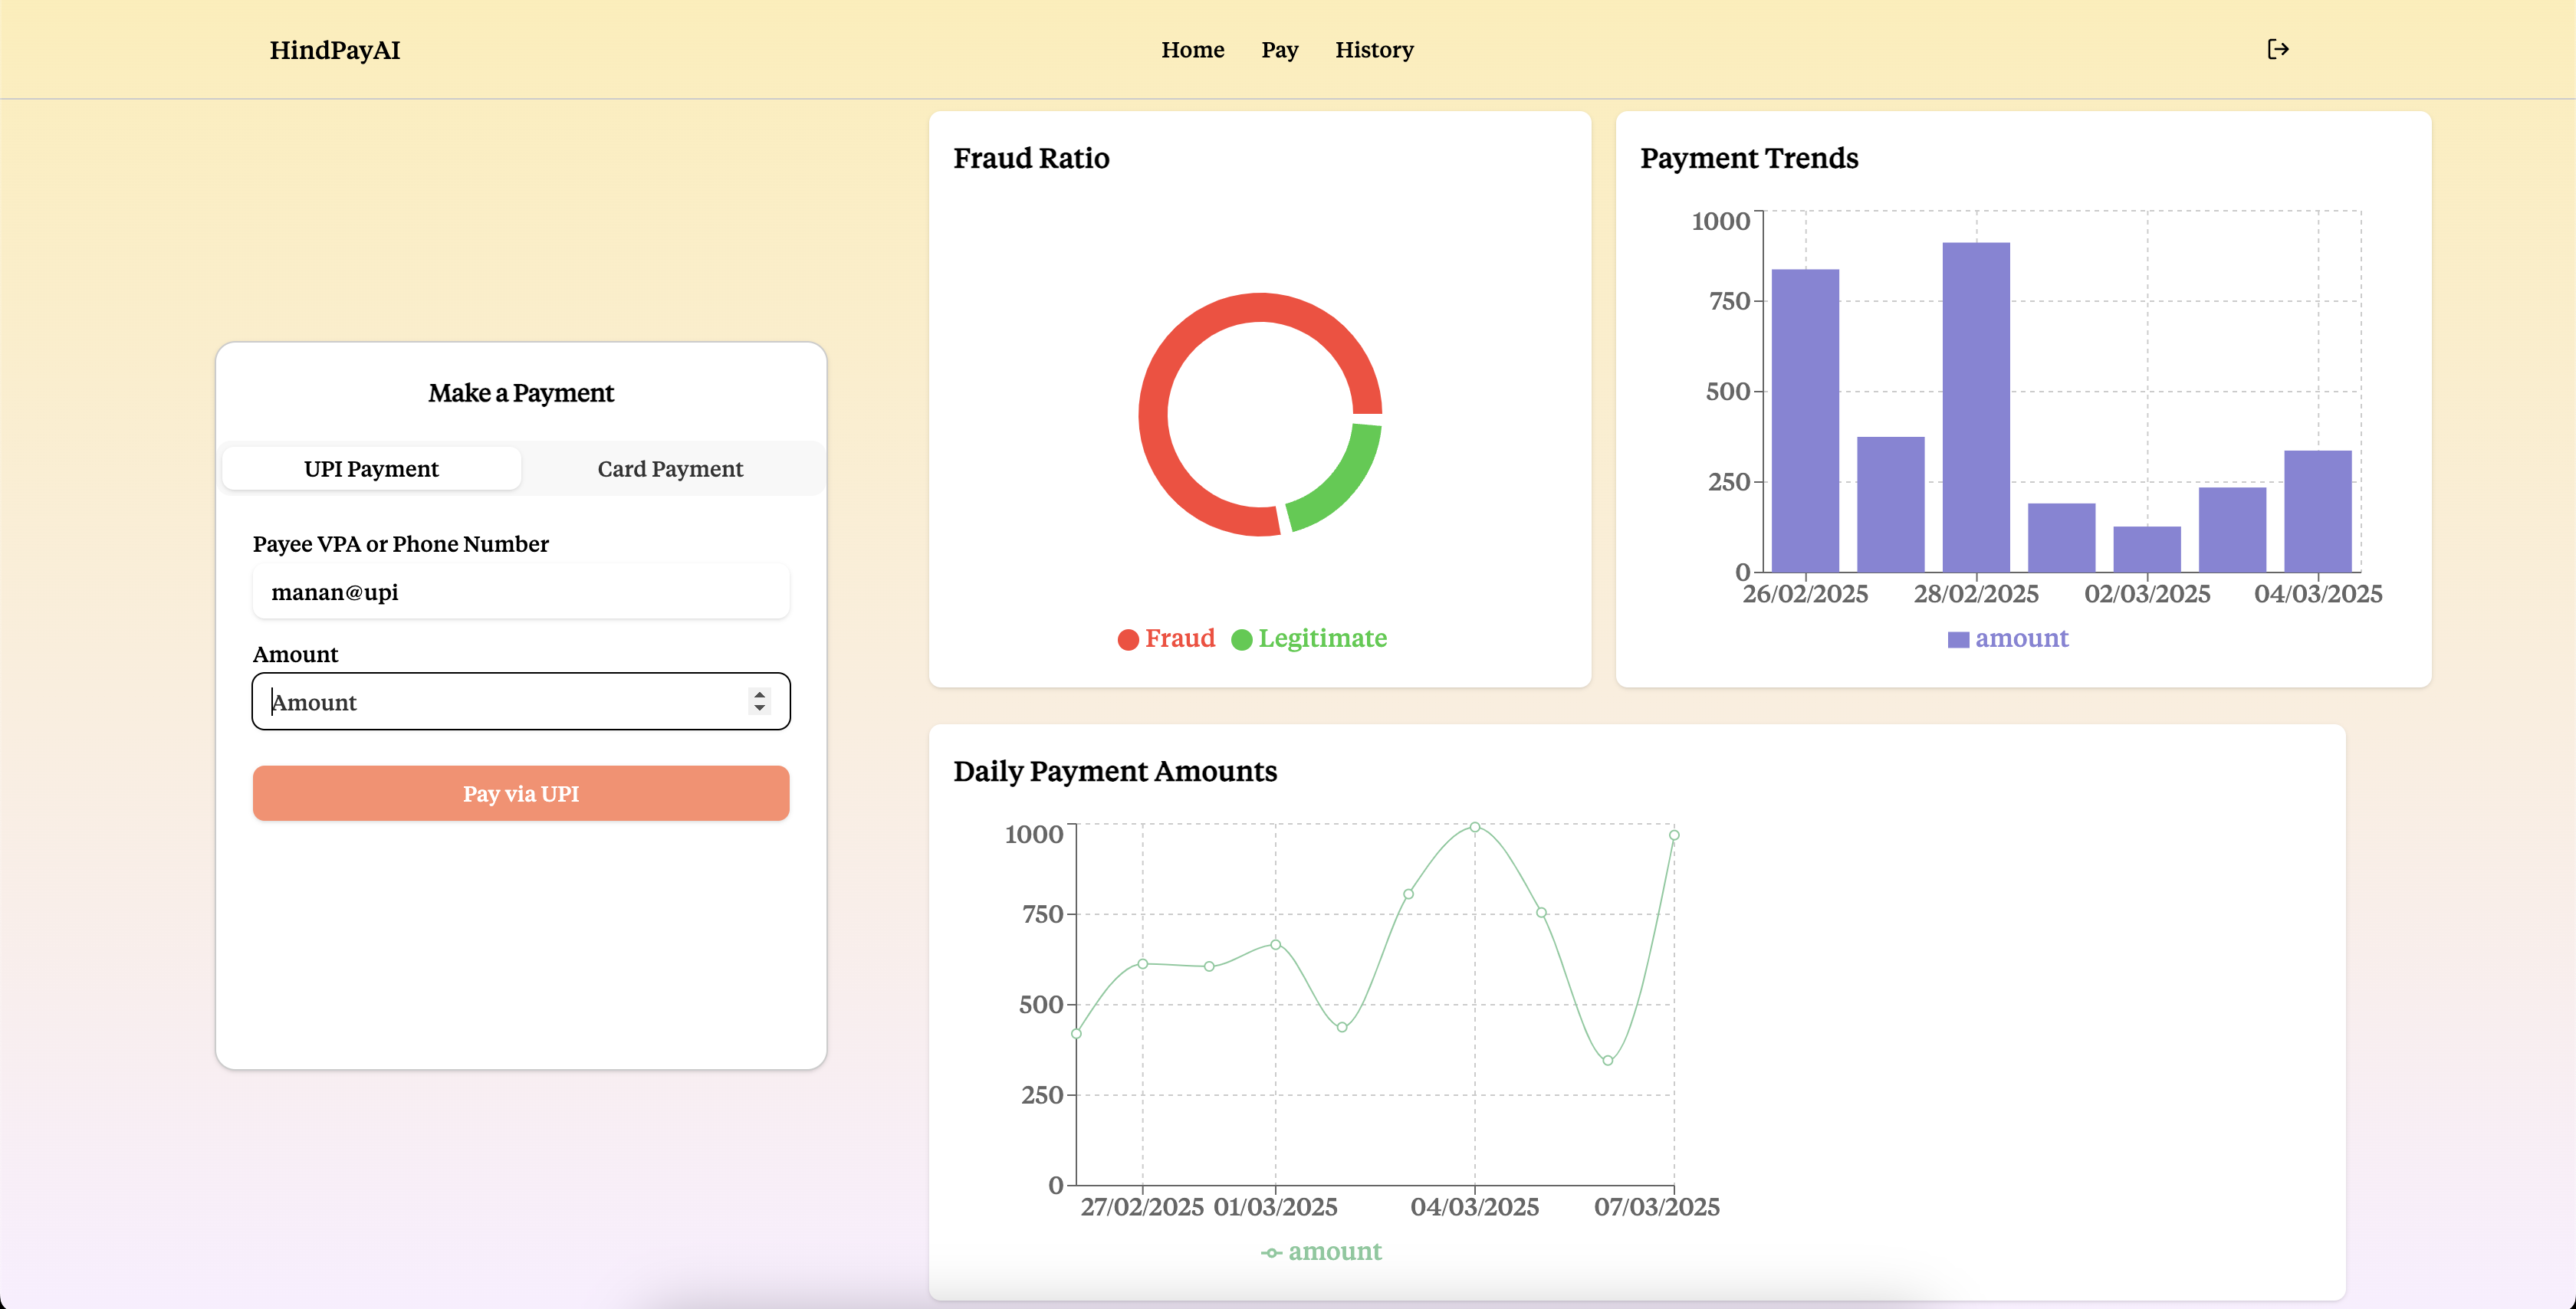 HindPayAI
Home Pay History
Make a Payment
UPI Payment Card Payment
Payee VPA or Phone Number
manan@upi
Amount
Amount
Pay via UPI
Fraud Ratio
Fraud Legitimate
Payment Trends
1000
750
500
250
0
26/02/2025 28/02/2025 02/03/2025 04/03/2025
amount
Daily Payment Amounts
1000
750
500
250
0
27/02/2025 01/03/2025 04/03/2025 07/03/2025
amount